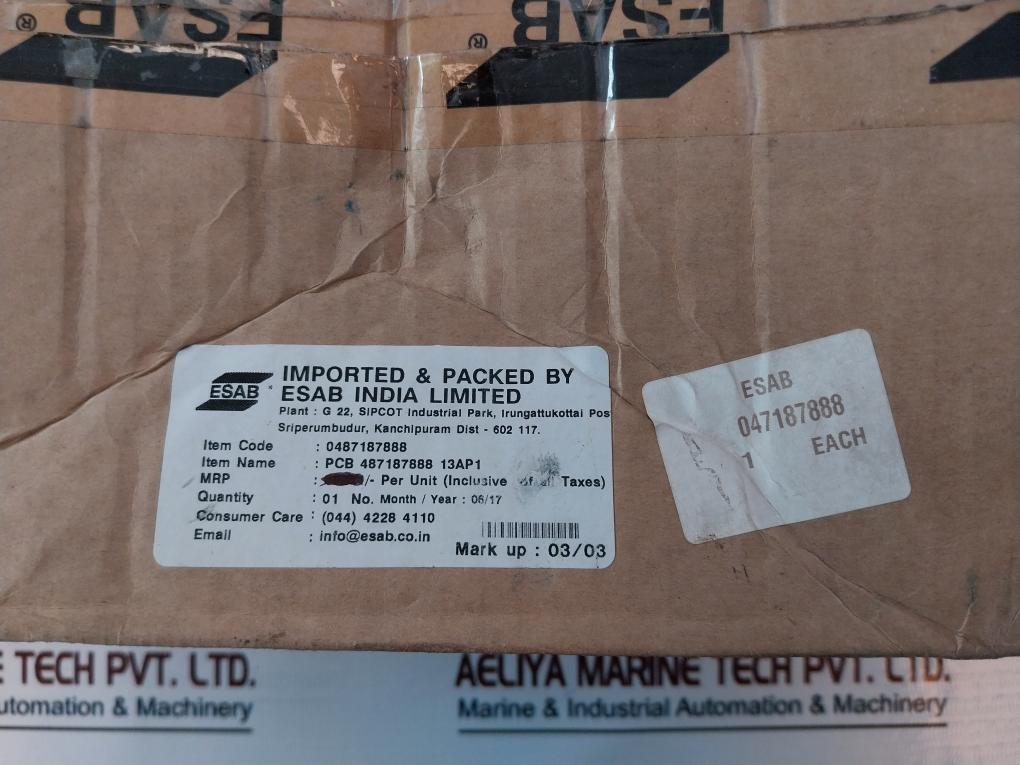 ESAB®
ESAB®
ESAB
IMPORTED & PACKED BY
ESAB INDIA LIMITED
Plant : G 22, SIPCOT Industrial Park, Irungattukottai Pos
Sriperumbudur, Kanchipuram Dist - 602 117.
Item Code : 0487187888
Item Name : PCB 487187888 13AP1
MRP : /- Per Unit (Inclusive of all Taxes)
Quantity : 01 No. Month / Year : 06/17
Consumer Care : (044) 4228 4110
Email : info@esab.co.in
Mark up : 03/03
ESAB
047187888
1 EACH
E TECH PVT. LTD.
utomation & Machinery
AELIYA MARINE TECH PVT. LTD.
Marine & Industrial Automation & Machinery